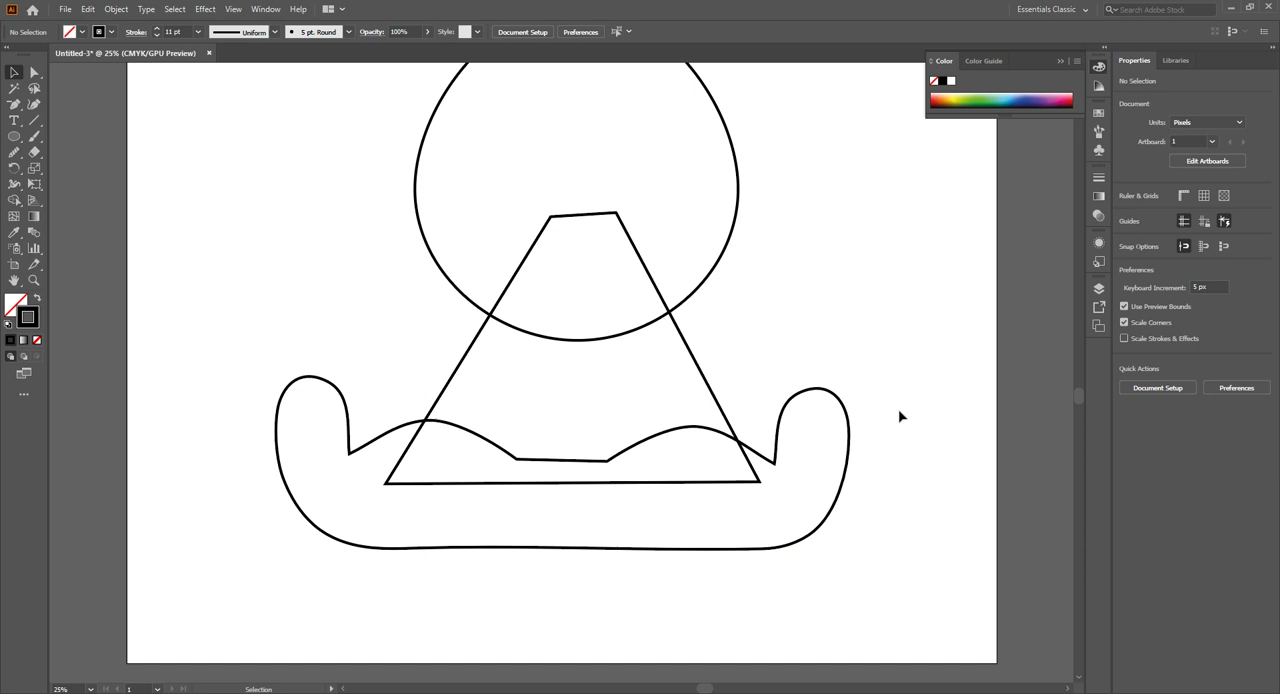 Ai File Edit Object Type Select Effect View Window Help Essentials Classic Search Adobe Stock
No Selection Stroke: 11 pt Uniform 5 pt. Round Opacity: 100% Style: Document Setup Preferences
Untitled-3* @ 25% (CMYK/GPU Preview) ×
Color Color Guide
Properties Libraries
No Selection
Document
Units: Pixels
Artboard: 1
Edit Artboards
Ruler & Grids
Guides
Snap Options
Preferences
Keyboard Increment: 5 px
Use Preview Bounds
Scale Corners
Scale Strokes & Effects
Quick Actions
Document Setup Preferences
25% 1 Selection